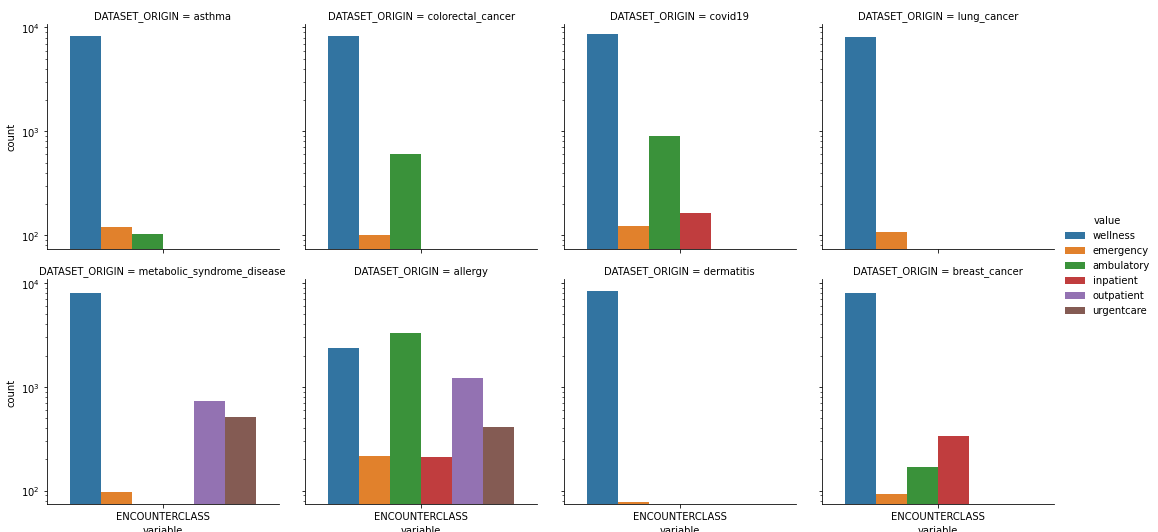 DATASET_ORIGIN = asthma
DATASET_ORIGIN = colorectal_cancer
DATASET_ORIGIN = covid19
DATASET_ORIGIN = lung_cancer
10⁴
10³
10²
count
value
wellness
emergency
ambulatory
inpatient
outpatient
urgentcare
DATASET_ORIGIN = metabolic_syndrome_disease
DATASET_ORIGIN = allergy
DATASET_ORIGIN = dermatitis
DATASET_ORIGIN = breast_cancer
10⁴
10³
10²
count
ENCOUNTERCLASS
ENCOUNTERCLASS
ENCOUNTERCLASS
ENCOUNTERCLASS
variable
variable
variable
variable